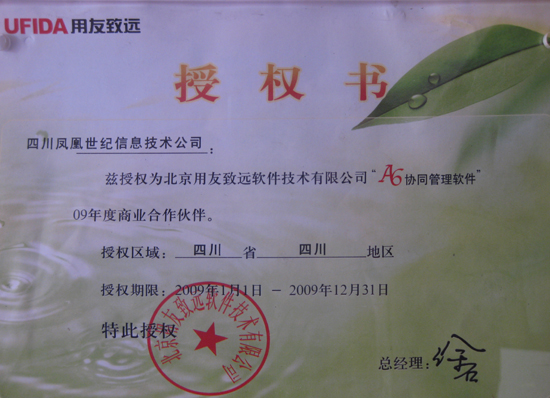 UFIDA 用友致远
授权书
四川凤凰世纪信息技术公司：
兹授权为北京用友致远软件技术有限公司“A6协同管理软件”
09年度商业合作伙伴。
授权区域： 四川 省 四川 地区
授权期限：2009年1月1日 － 2009年12月31日
特此授权
北京用友致远软件技术有限公司
总经理：